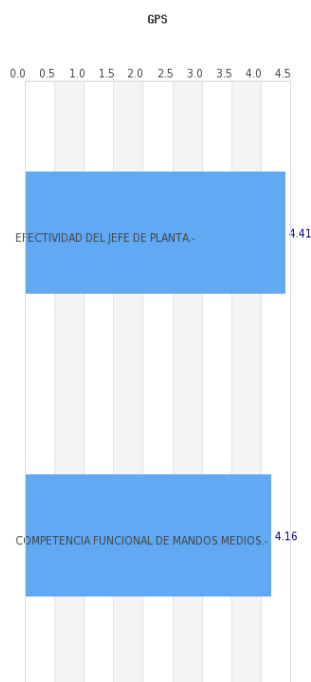 GPS
0.0 0.5 1.0 1.5 2.0 2.5 3.0 3.5 4.0 4.5
EFECTIVIDAD DEL JEFE DE PLANTA.-
4.41
COMPETENCIA FUNCIONAL DE MANDOS MEDIOS.-
4.16